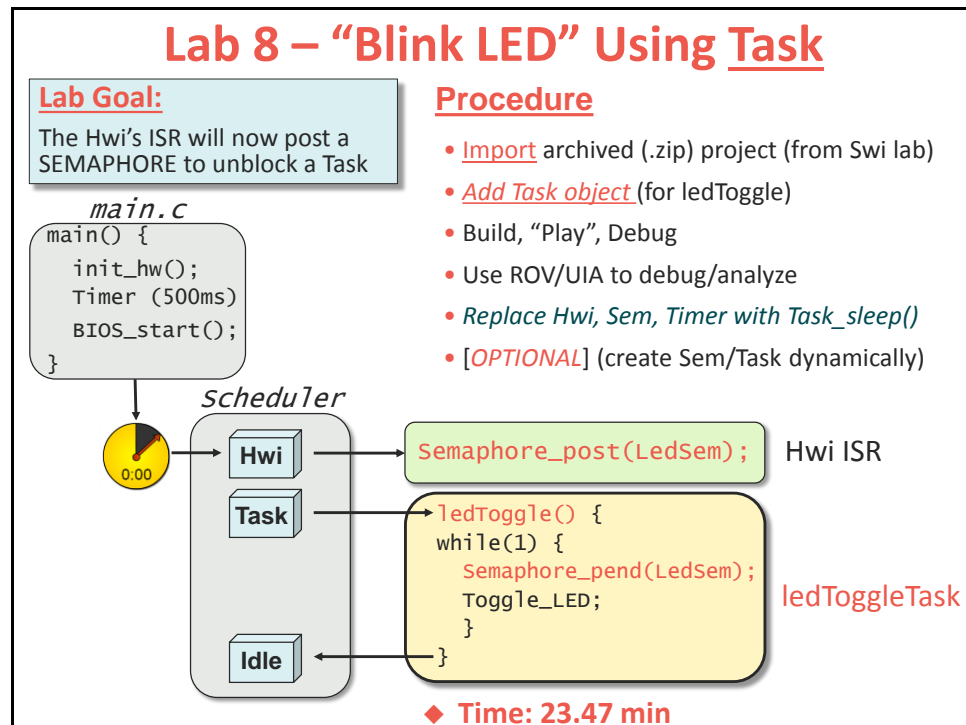 Lab 8 – “Blink LED” Using Task
Lab Goal:
The Hwi’s ISR will now post a
SEMAPHORE to unblock a Task
Procedure
• Import archived (.zip) project (from Swi lab)
• Add Task object (for ledToggle)
• Build, “Play”, Debug
• Use ROV/UIA to debug/analyze
• Replace Hwi, Sem, Timer with Task_sleep()
• [OPTIONAL] (create Sem/Task dynamically)
main.c
main() {
init_hw();
Timer (500ms)
BIOS_start();
}
Scheduler
0:00
Hwi
Semaphore_post(LedSem);
Hwi ISR
Task
ledToggle() {
while(1) {
Semaphore_pend(LedSem);
Toggle_LED;
}
}
ledToggleTask
Idle
◆ Time: 23.47 min